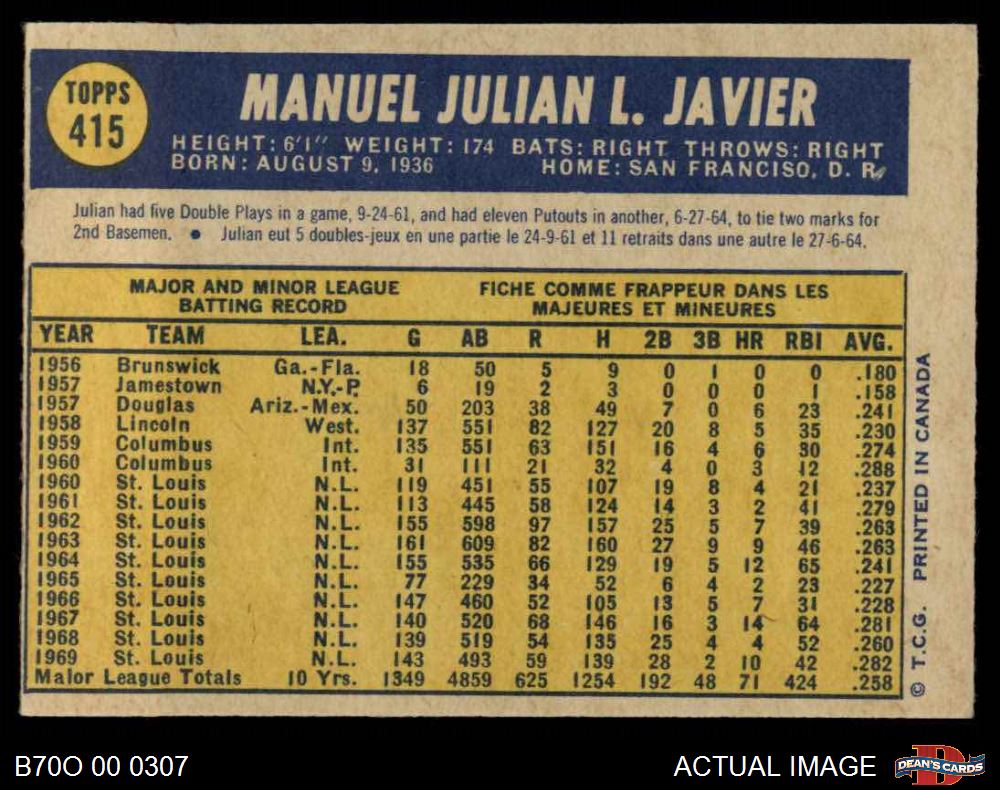 TOPPS
415
MANUEL JULIAN L. JAVIER
HEIGHT: 6'1" WEIGHT: 174 BATS: RIGHT THROWS: RIGHT
BORN: AUGUST 9, 1936 HOME: SAN FRANCISO, D. R.
Julian had five Double Plays in a game, 9-24-61, and had eleven Putouts in another, 6-27-64, to tie two marks for
2nd Basemen. ● Julian eut 5 doubles-jeux en une partie le 24-9-61 et 11 retraits dans une autre le 27-6-64.
MAJOR AND MINOR LEAGUE FICHE COMME FRAPPEUR DANS LES
BATTING RECORD MAJEURES ET MINEURES
YEAR TEAM LEA. G AB R H 2B 3B HR RBI AVG.
1956 Brunswick Ga.-Fla. 18 50 5 9 0 1 0 0 .180
1957 Jamestown N.Y.-P. 6 19 2 3 0 0 0 1 .158
1957 Douglas Ariz.-Mex. 50 203 38 49 7 0 6 23 .241
1958 Lincoln West. 137 551 82 127 20 8 5 35 .230
1959 Columbus Int. 135 551 63 151 16 4 6 30 .274
1960 Columbus Int. 31 111 21 32 4 0 3 12 .288
1960 St. Louis N.L. 119 451 55 107 19 8 4 21 .237
1961 St. Louis N.L. 113 445 58 124 14 3 2 41 .279
1962 St. Louis N.L. 155 598 97 157 25 5 7 39 .263
1963 St. Louis N.L. 161 609 82 160 27 9 9 46 .263
1964 St. Louis N.L. 155 535 66 129 19 5 12 65 .241
1965 St. Louis N.L. 77 229 34 52 6 4 2 23 .227
1966 St. Louis N.L. 147 460 52 105 13 5 7 31 .228
1967 St. Louis N.L. 140 520 68 146 16 3 14 64 .281
1968 St. Louis N.L. 139 519 54 135 25 4 4 52 .260
1969 St. Louis N.L. 143 493 59 139 28 2 10 42 .282
Major League Totals 10 Yrs. 1349 4859 625 1254 192 48 71 424 .258
© T.C.G. PRINTED IN CANADA
B70O 00 0307 ACTUAL IMAGE
DEAN'S CARDS